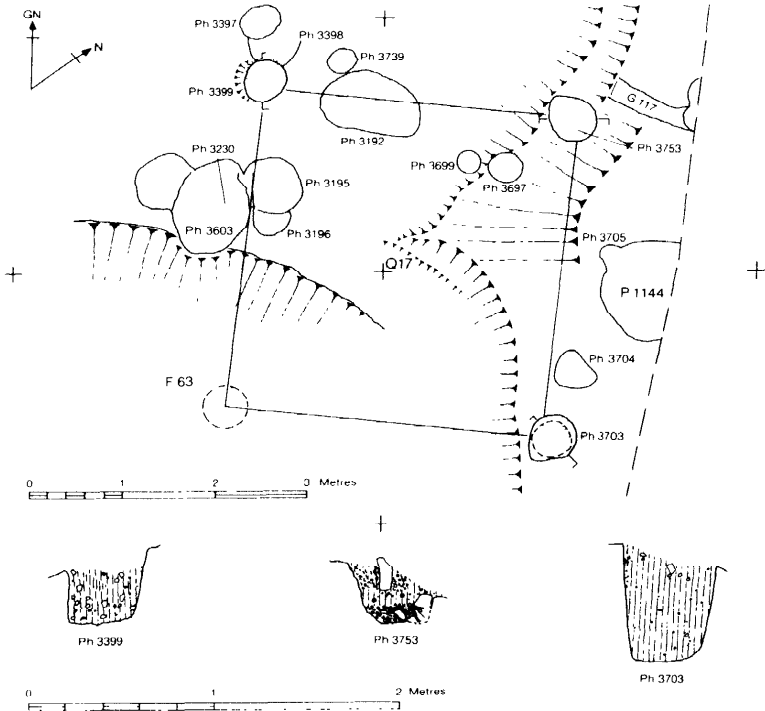 GN
N
Ph 3397
Ph 3398
Ph 3739
Ph 3399
G 117
Ph 3192
Ph 3753
Ph 3230
Ph 3699
Ph 3697
Ph 3195
Ph 3603
Ph 3196
Ph 3705
Q17
P 1144
F 63
Ph 3704
Ph 3703
0 1 2 3 Metres
Ph 3399
Ph 3753
Ph 3703
0 1 2 Metres